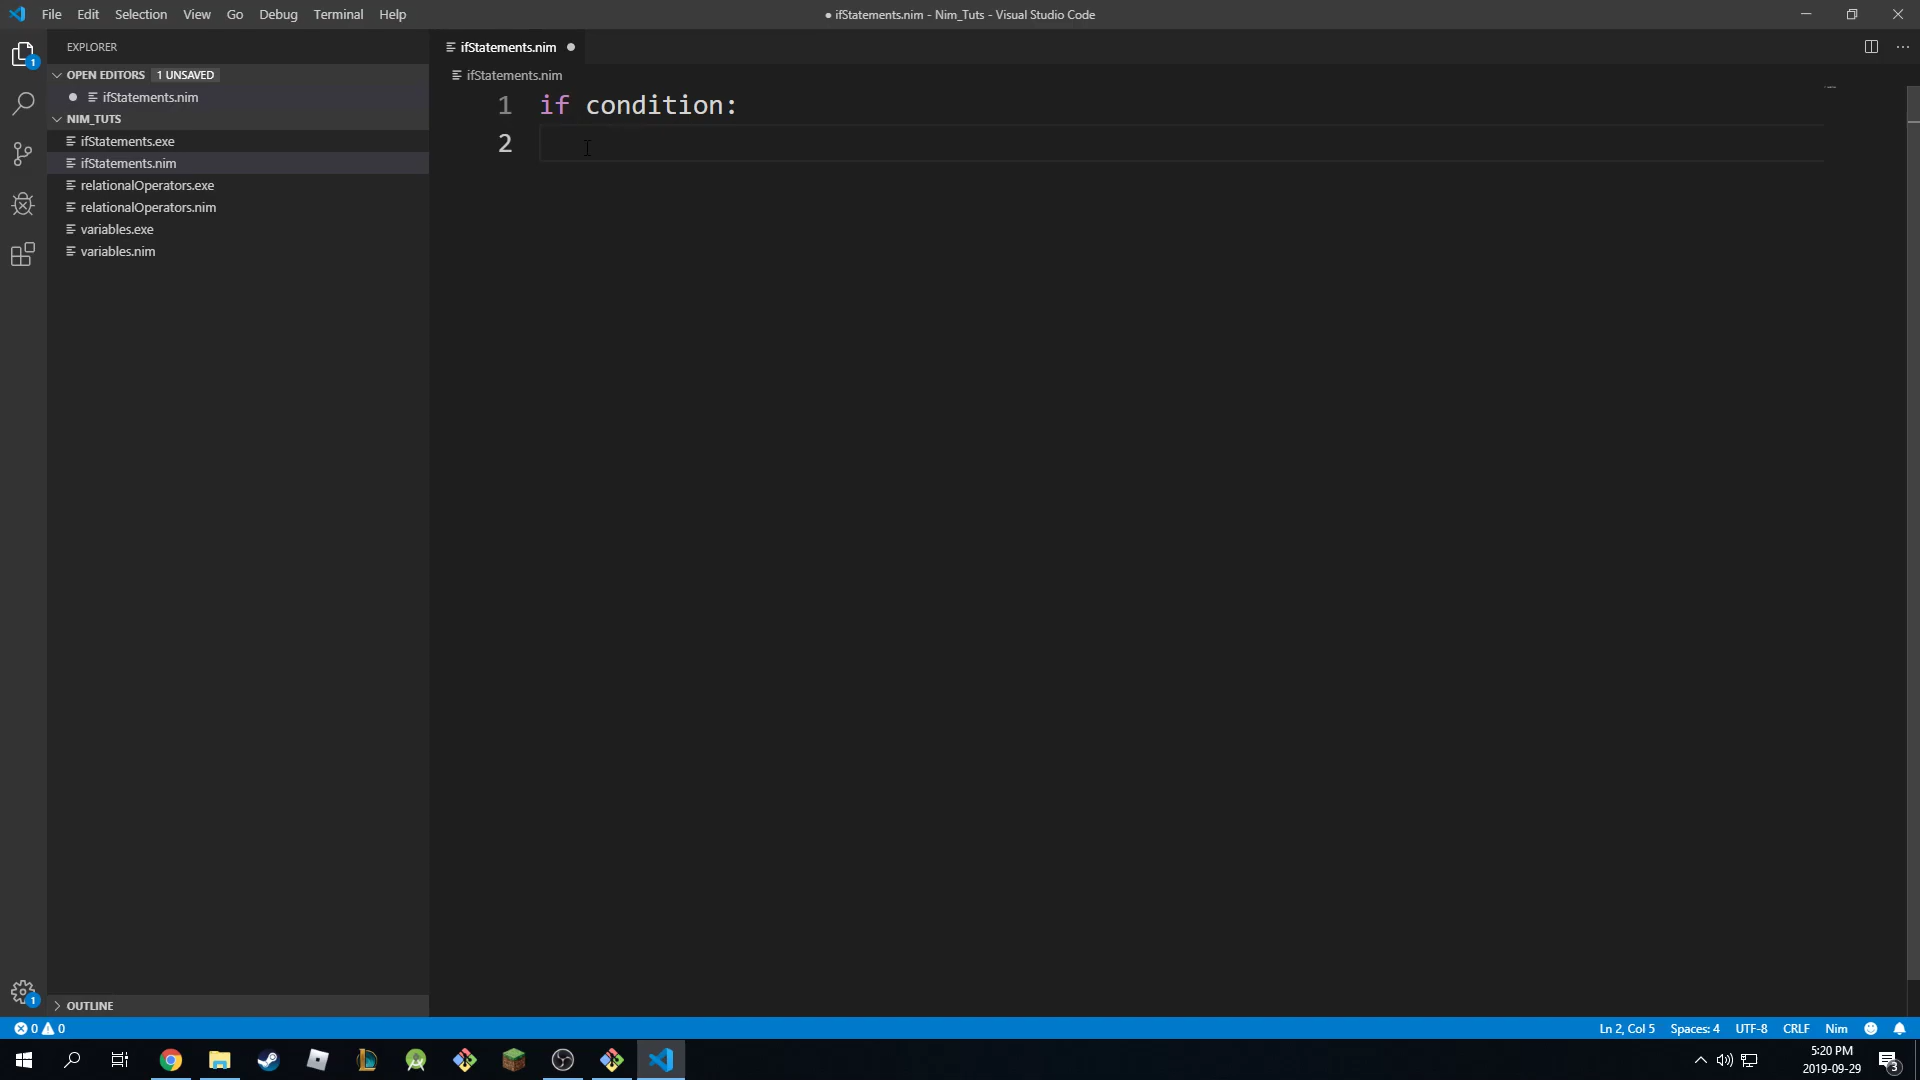 File Edit Selection View Go Debug Terminal Help
● ifStatements.nim - Nim_Tuts - Visual Studio Code
EXPLORER
ifStatements.nim
OPEN EDITORS 1 UNSAVED
ifStatements.nim
ifStatements.nim
NIM_TUTS
ifStatements.exe
ifStatements.nim
relationalOperators.exe
relationalOperators.nim
variables.exe
variables.nim
1 if condition:
2
1
1
OUTLINE
0 0
Ln 2, Col 5 Spaces: 4 UTF-8 CRLF Nim
5:20 PM
2019-09-29
3